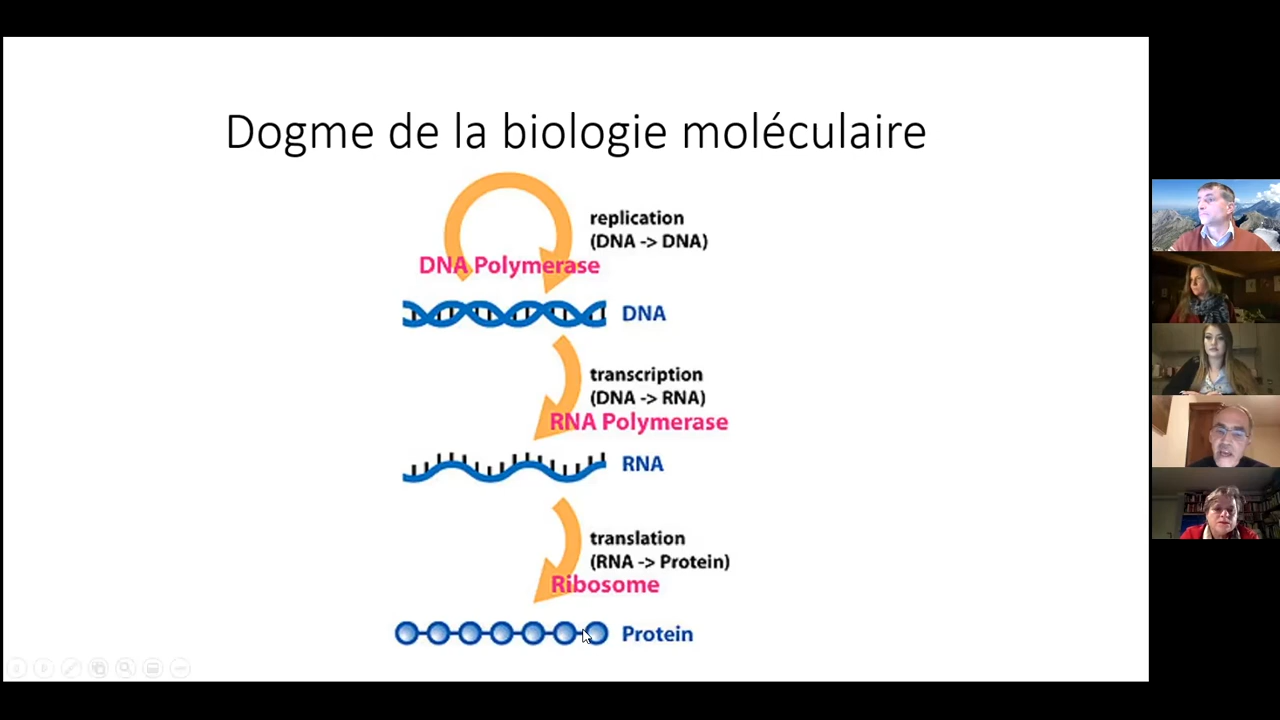 Dogme de la biologie moléculaire
replication
(DNA -> DNA)
DNA Polymerase
DNA
transcription
(DNA -> RNA)
RNA Polymerase
RNA
translation
(RNA -> Protein)
Ribosome
Protein